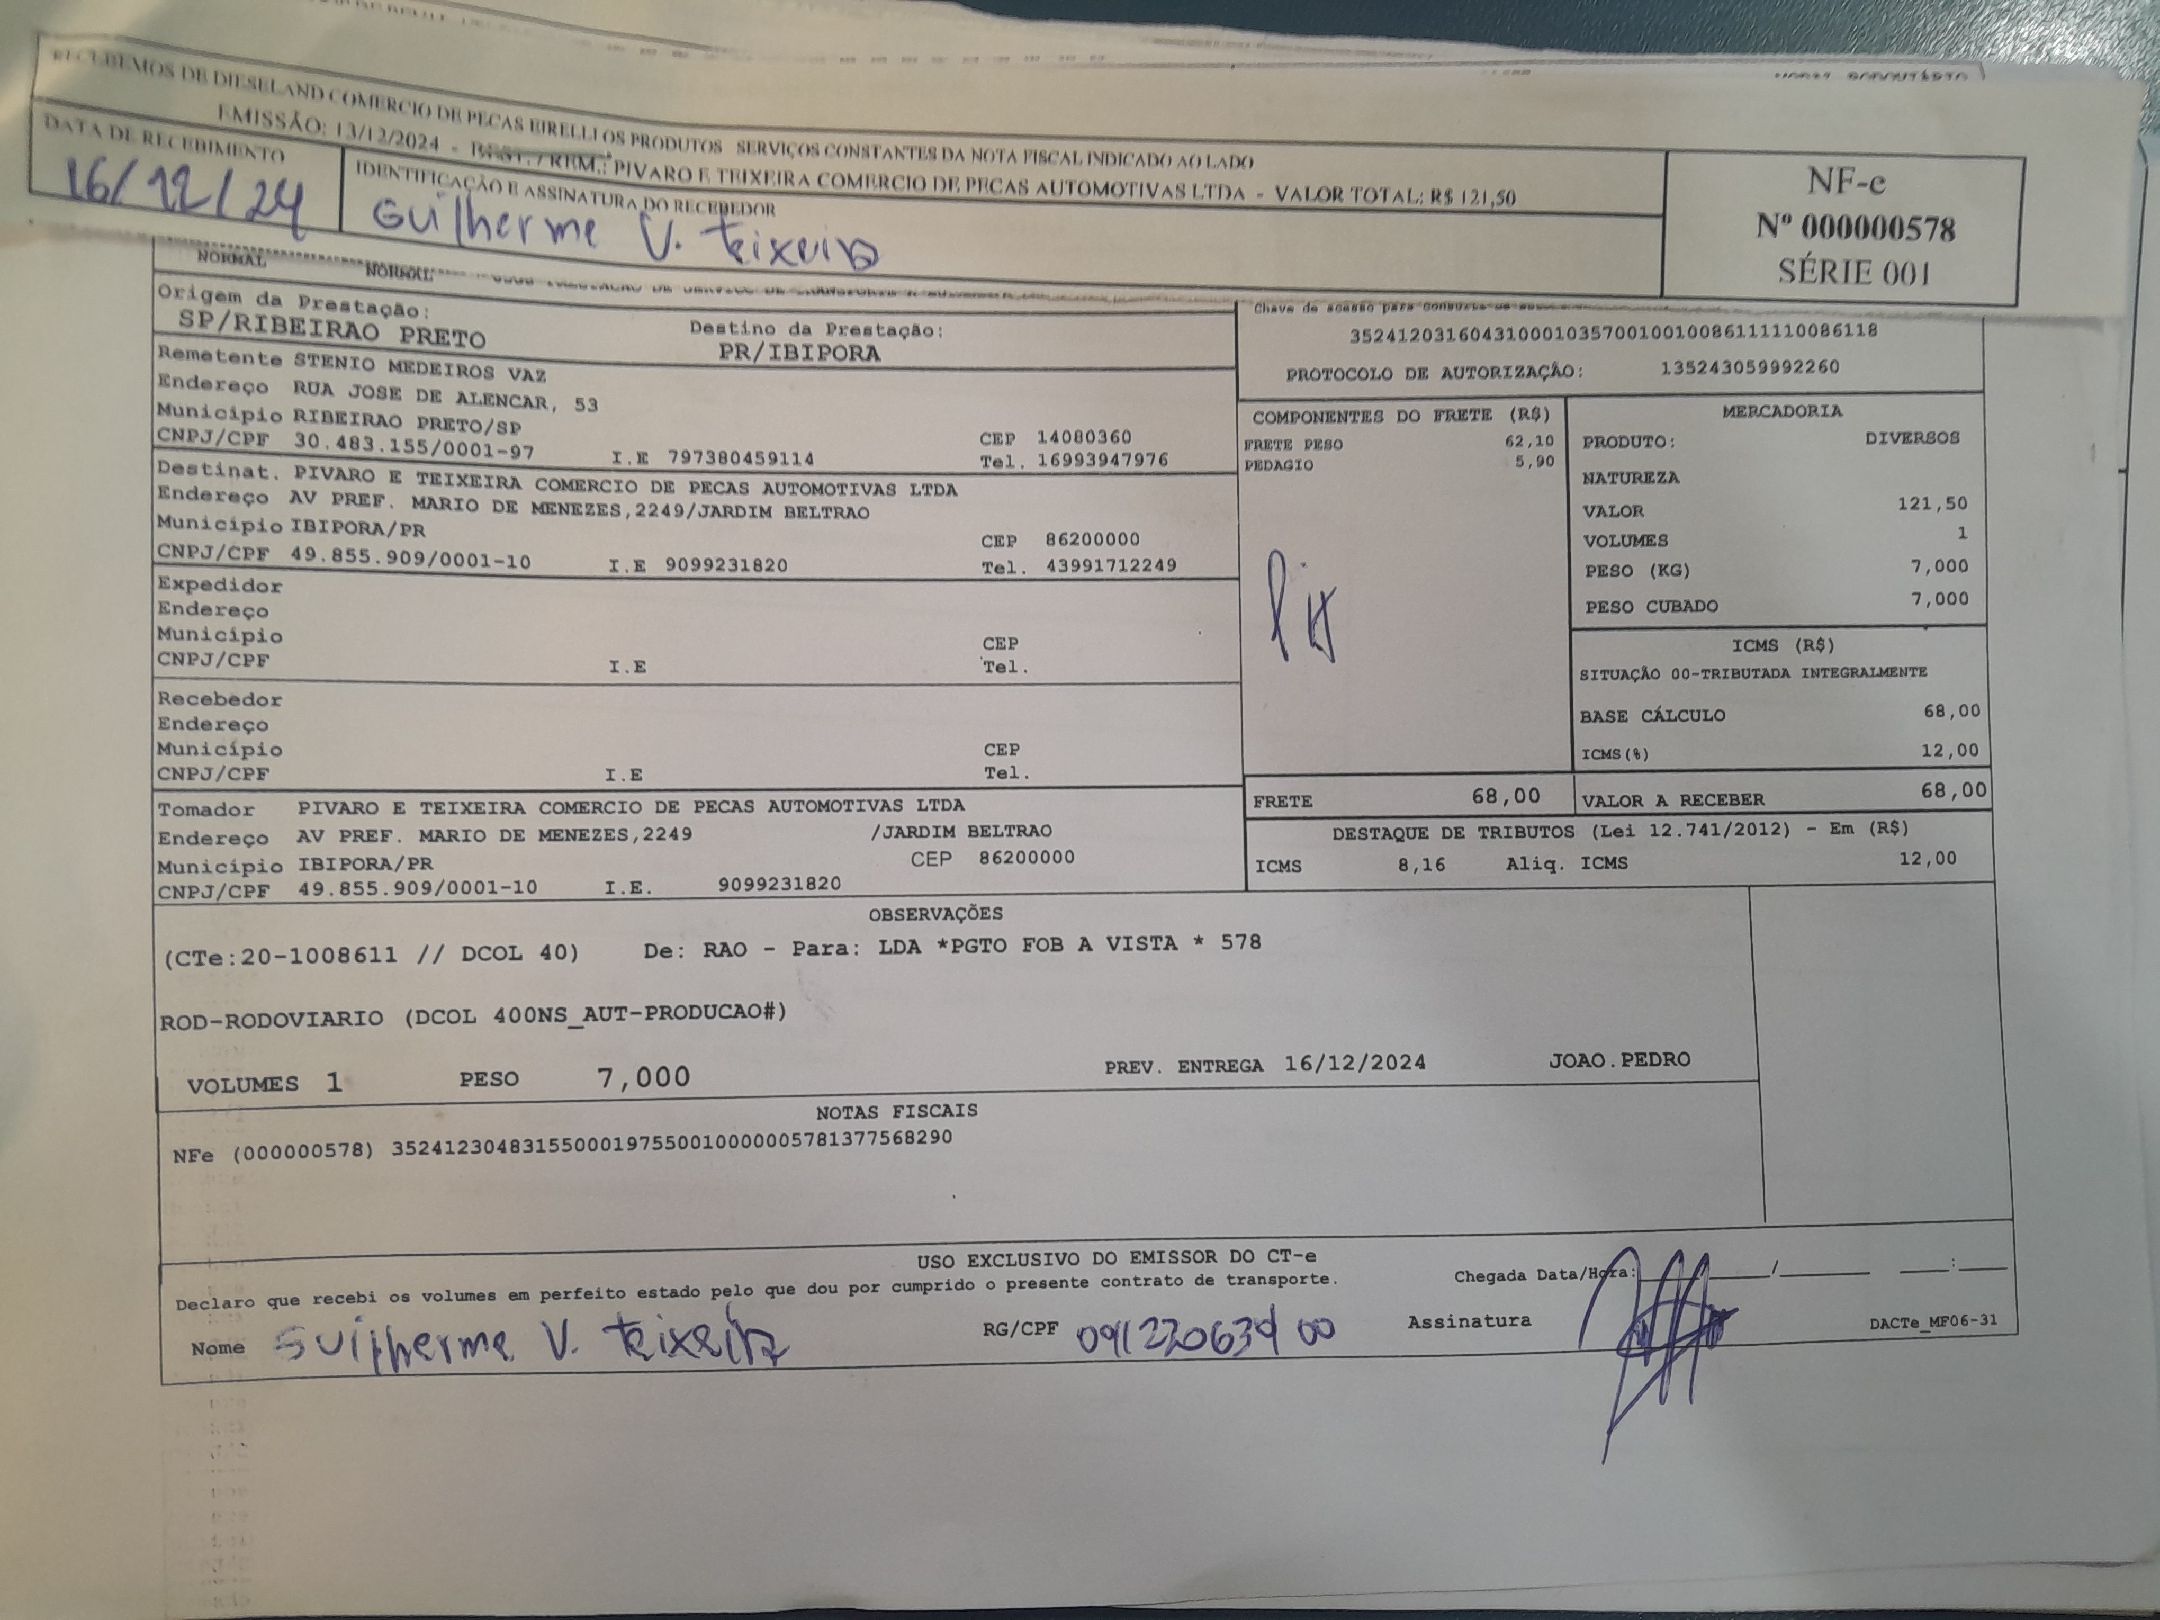 RECEBEMOS DE DIESELAND COMERCIO DE PECAS EIRELLI OS PRODUTOS SERVIÇOS CONSTANTES DA NOTA FISCAL INDICADO AO LADO
EMISSÃO: 13/12/2024 - DEST. / REM.: PIVARO E TEIXEIRA COMERCIO DE PECAS AUTOMOTIVAS LTDA - VALOR TOTAL: R$ 121,50
DATA DE RECEBIMENTO
16/12/24
IDENTIFICAÇÃO E ASSINATURA DO RECEBEDOR
Guilherme V. Teixeira
NF-e
Nº 000000578
SÉRIE 001
NORMAL NORMAL
Origem da Prestação:
SP/RIBEIRAO PRETO
Destino da Prestação:
PR/IBIPORA
Remetente STENIO MEDEIROS VAZ
Endereço RUA JOSE DE ALENCAR, 53
Município RIBEIRAO PRETO/SP
CEP 14080360
CNPJ/CPF 30.483.155/0001-97 I.E 797380459114 Tel. 16993947976
Destinat. PIVARO E TEIXEIRA COMERCIO DE PECAS AUTOMOTIVAS LTDA
Endereço AV PREF. MARIO DE MENEZES,2249/JARDIM BELTRAO
Município IBIPORA/PR CEP 86200000
CNPJ/CPF 49.855.909/0001-10 I.E 9099231820 Tel. 43991712249
Expedidor
Endereço
Município CEP
CNPJ/CPF I.E Tel.
Recebedor
Endereço
Município CEP
CNPJ/CPF I.E Tel.
Tomador PIVARO E TEIXEIRA COMERCIO DE PECAS AUTOMOTIVAS LTDA
Endereço AV PREF. MARIO DE MENEZES,2249 /JARDIM BELTRAO
Município IBIPORA/PR CEP 86200000
CNPJ/CPF 49.855.909/0001-10 I.E. 9099231820
Chave de acesso para consulta de
35241203160431000103570010010086111110086118
PROTOCOLO DE AUTORIZAÇÃO: 135243059992260
COMPONENTES DO FRETE (R$)
FRETE PESO 62,10
PEDAGIO 5,90
MERCADORIA
PRODUTO: DIVERSOS
NATUREZA
VALOR 121,50
VOLUMES 1
PESO (KG) 7,000
PESO CUBADO 7,000
ICMS (R$)
SITUAÇÃO 00-TRIBUTADA INTEGRALMENTE
BASE CÁLCULO 68,00
ICMS(%) 12,00
FRETE 68,00 VALOR A RECEBER 68,00
DESTAQUE DE TRIBUTOS (Lei 12.741/2012) - Em (R$)
ICMS 8,16 Aliq. ICMS 12,00
OBSERVAÇÕES
(CTe:20-1008611 // DCOL 40) De: RAO - Para: LDA *PGTO FOB A VISTA * 578
ROD-RODOVIARIO (DCOL 400NS_AUT-PRODUCAO#)
VOLUMES 1 PESO 7,000 PREV. ENTREGA 16/12/2024 JOAO.PEDRO
NOTAS FISCAIS
NFe (000000578) 35241230483155000197550010000005781377568290
USO EXCLUSIVO DO EMISSOR DO CT-e
Declaro que recebi os volumes em perfeito estado pelo que dou por cumprido o presente contrato de transporte.
Chegada Data/Hora: / :
Nome Guilherme V. Teixeira RG/CPF 091220639 00 Assinatura
DACTe_MF06-31